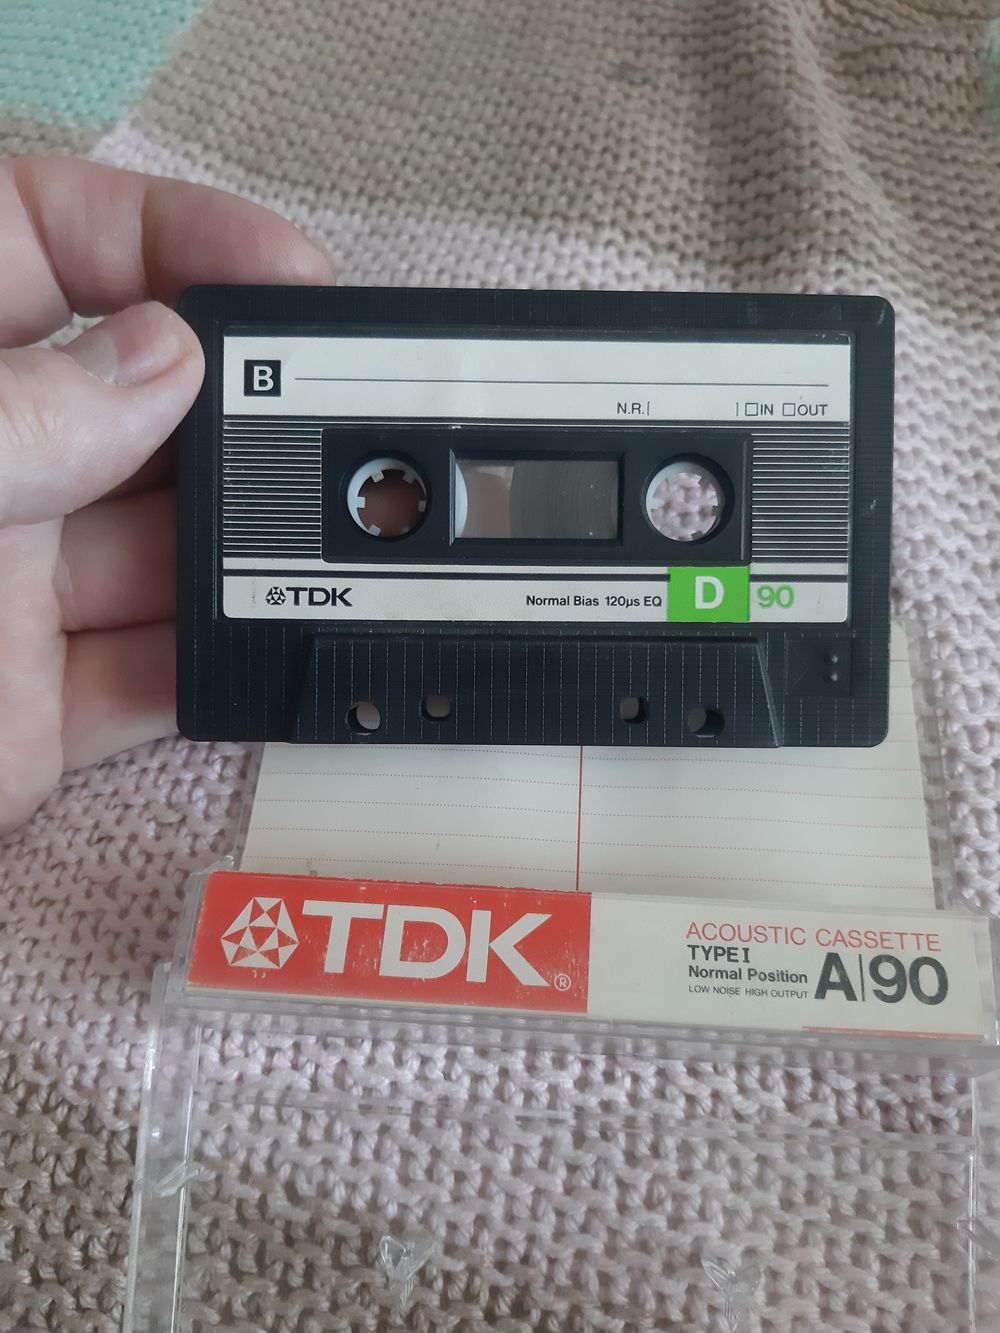 B
N.R.[ ] □IN □OUT
TDK
Normal Bias 120µs EQ
D
90
TDK®
ACOUSTIC CASSETTE
TYPE I
Normal Position
LOW NOISE HIGH OUTPUT
A|90